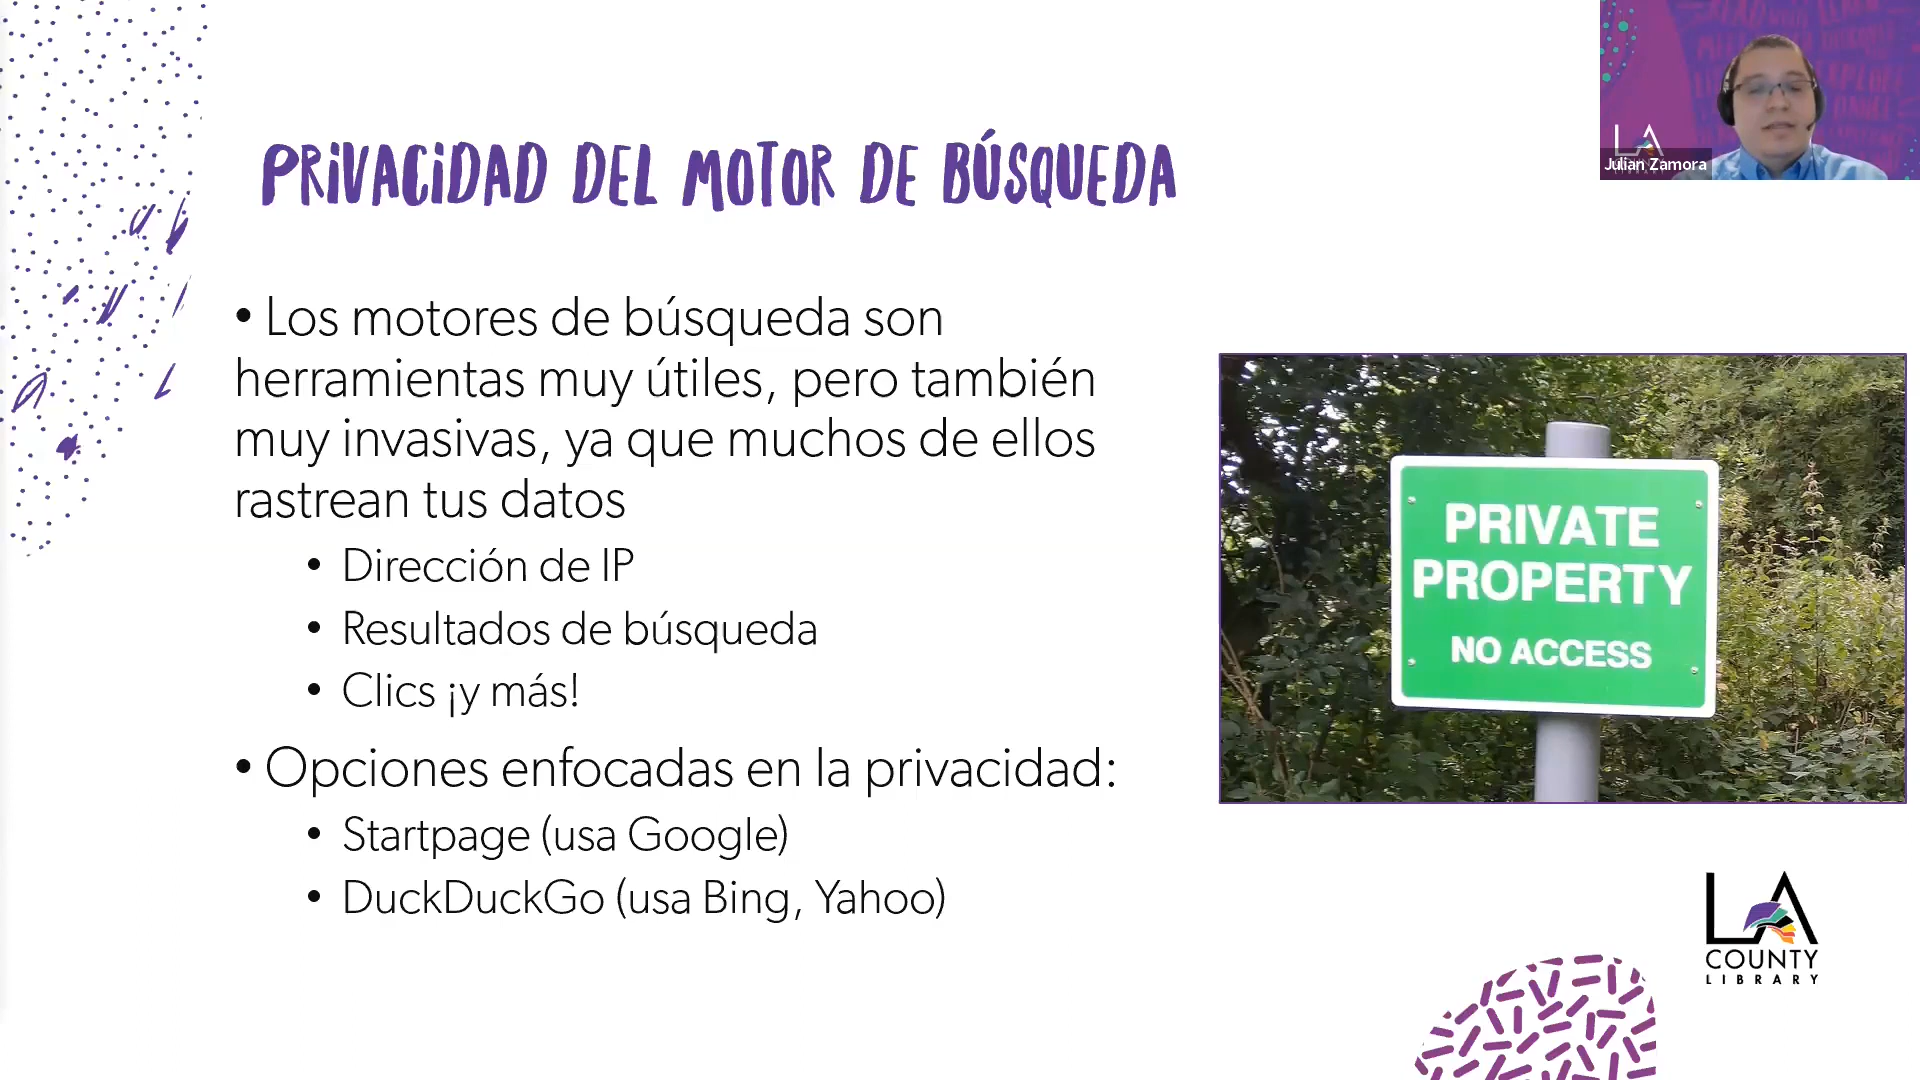 PRIVACIDAD DEL MOTOR DE BÚSQUEDA
• Los motores de búsqueda son
herramientas muy útiles, pero también
muy invasivas, ya que muchos de ellos
rastrean tus datos
• Dirección de IP
• Resultados de búsqueda
• Clics ¡y más!
• Opciones enfocadas en la privacidad:
• Startpage (usa Google)
• DuckDuckGo (usa Bing, Yahoo)
LA
Julian Zamora
PRIVATE
PROPERTY
NO ACCESS
LA
COUNTY
LIBRARY